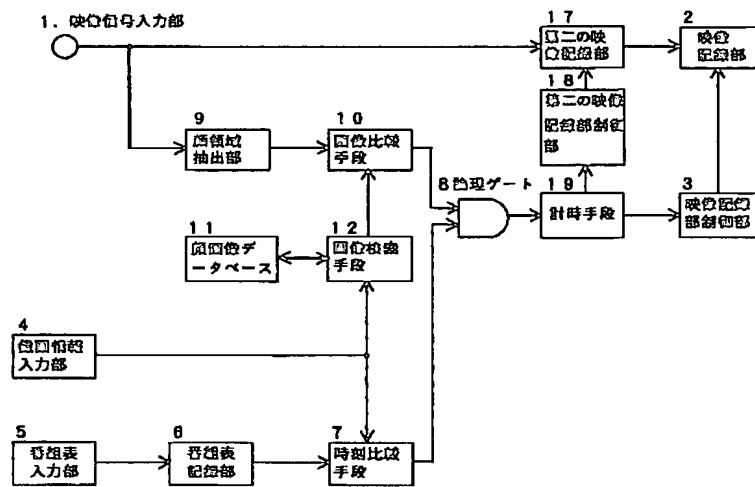 1. 映像信号入力部
17
第二の映
像記録部
2
映像
記録部
18
第二の映像
記録部制御
部
9
顔領域
抽出部
10
画像比較
手段
8 論理ゲート
19
計時手段
3
映像記録
部制御部
11
顔画像デ
ータベース
12
画像検索
手段
4
録画情報
入力部
5
番組表
入力部
6
番組表
記録部
7
時刻比較
手段